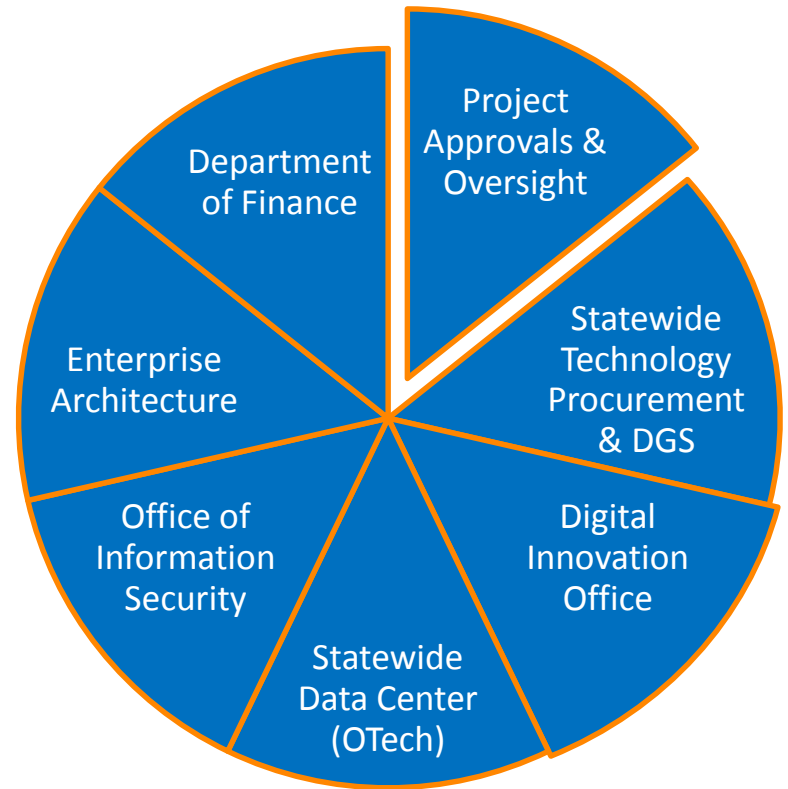 Project
Approvals &
Oversight
Statewide
Technology
Procurement
& DGS
Digital
Innovation
Office
Statewide
Data Center
(OTech)
Office of
Information
Security
Enterprise
Architecture
Department
of Finance